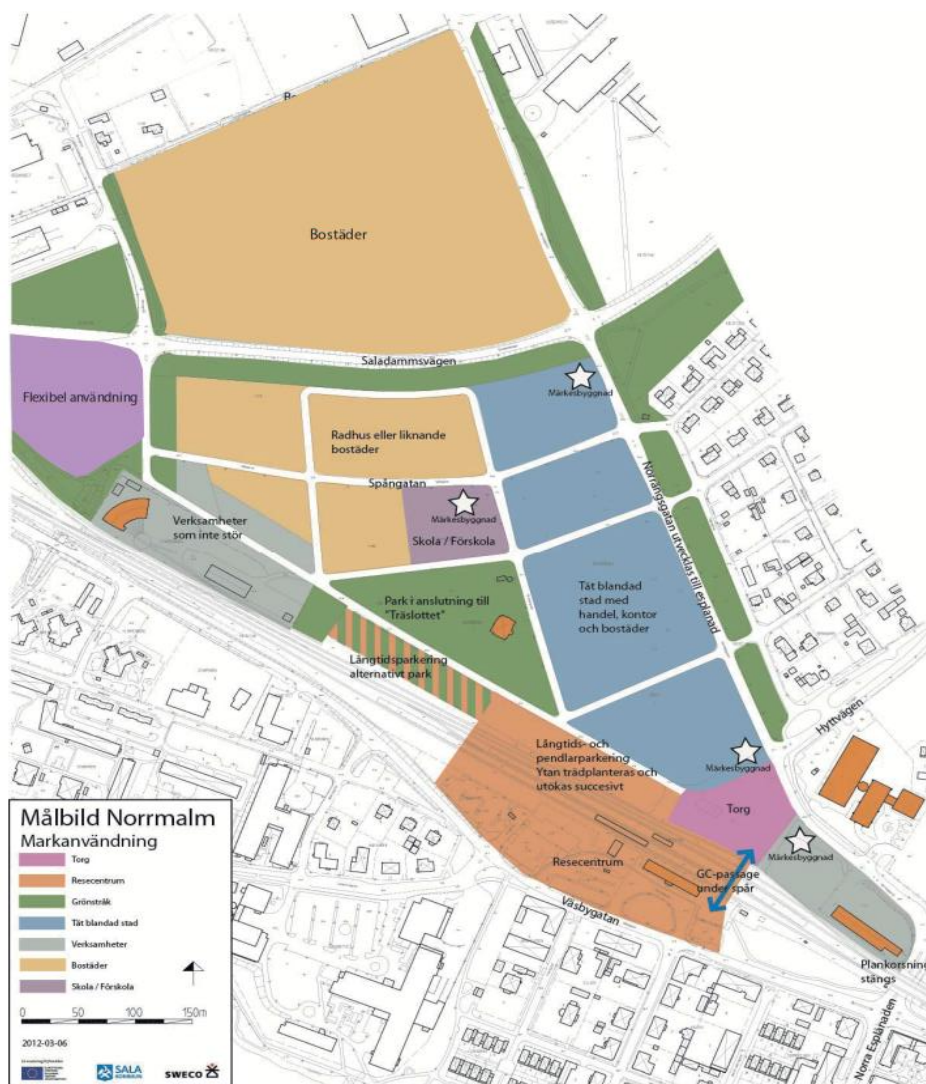 Bostäder
Saladammsvägen
Märkesbyggnad
Flexibel användning
Radhus eller liknande
bostäder
Norrängsgatan utvecklas till esplanad
Spångatan
Märkesbyggnad
Verksamheter
som inte stör
Skola / Förskola
Tät blandad
stad med
handel, kontor
och bostäder
Park i anslutning till
"Träslottet"
Långtidsparkering
alternativt park
Hyttvägen
Långtids- och
pendlarparkering
Ytan trädplanteras och
utökas succesivt
Märkesbyggnad
Torg
Märkesbyggnad
Resecentrum
GC-passage
under spår
Väsbygatan
Plankorsning
stängs
Norra Esplanaden
Målbild Norrmalm
Markanvändning
Torg
Resecentrum
Grönstråk
Tät blandad stad
Verksamheter
Bostäder
Skola / Förskola
0 50 100 150m
2012-03-06
SALA
KOMMUN
SWECO